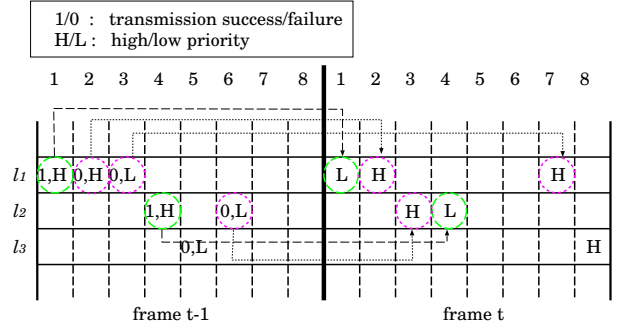 1/0 : transmission success/failure
H/L : high/low priority
1 2 3 4 5 6 7 8 1 2 3 4 5 6 7 8
l1 1,H 0,H 0,L L H H
l2 1,H 0,L H L
l3 0,L H
frame t-1 frame t